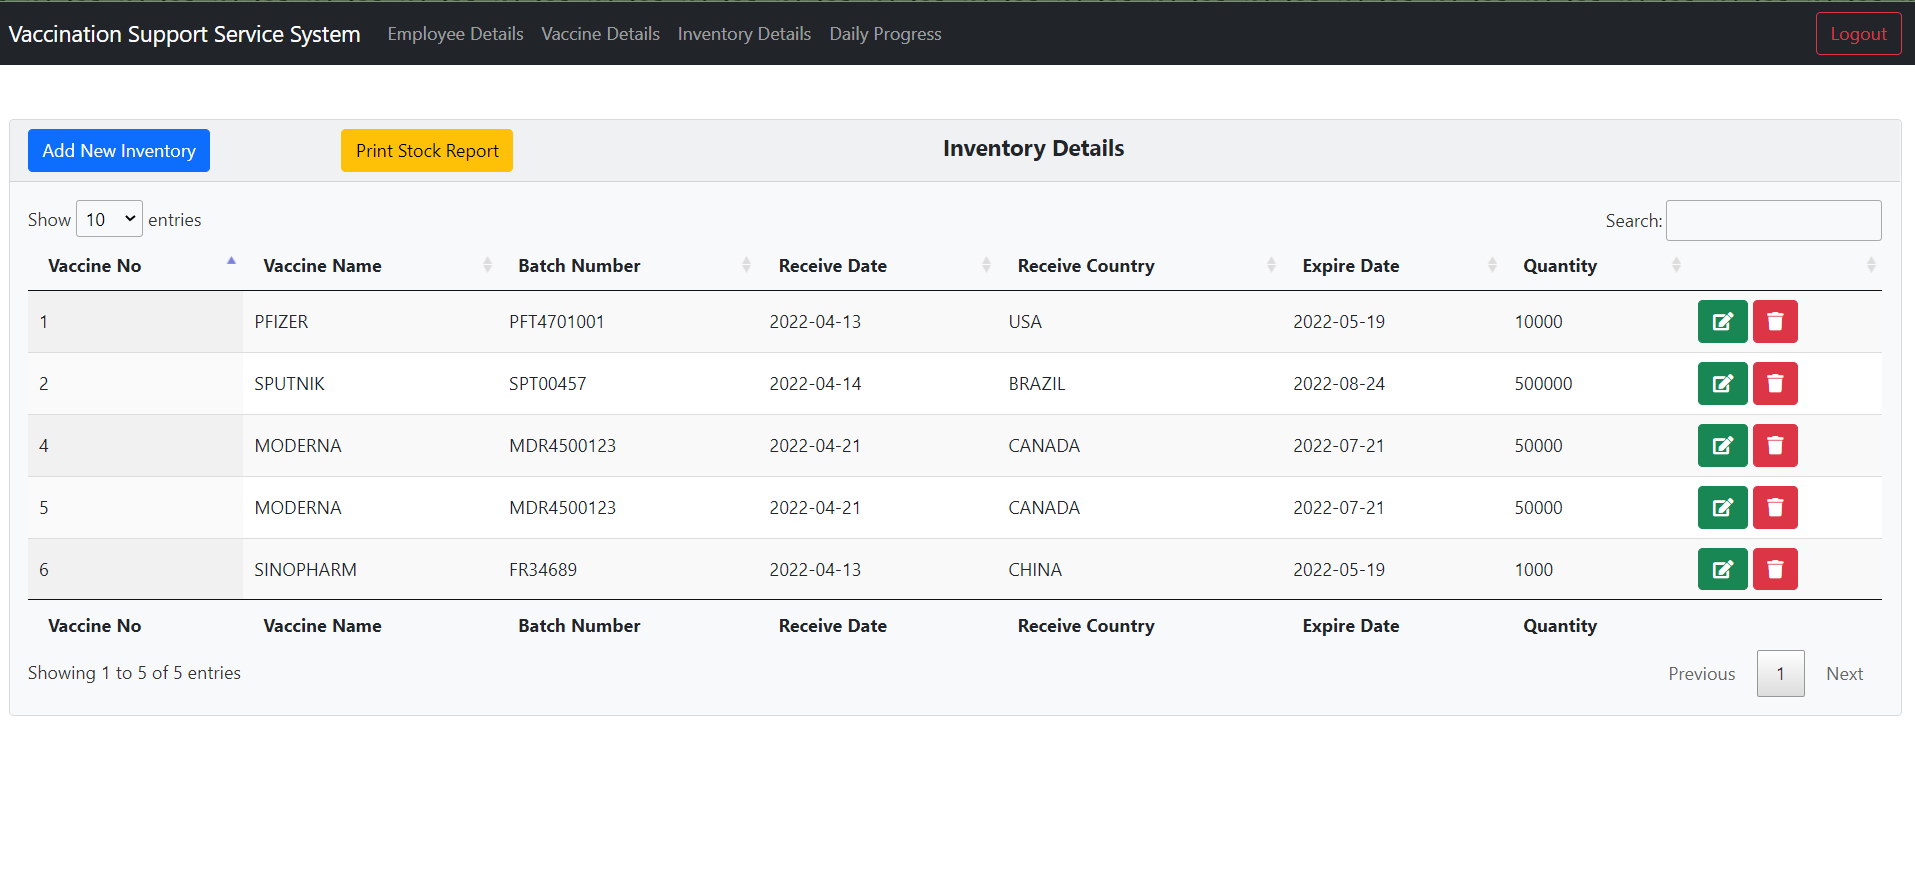 Vaccination Support Service System Employee Details Vaccine Details Inventory Details Daily Progress Logout
Add New Inventory Print Stock Report Inventory Details
Show 10 entries Search:
Vaccine No Vaccine Name Batch Number Receive Date Receive Country Expire Date Quantity
1 PFIZER PFT4701001 2022-04-13 USA 2022-05-19 10000
2 SPUTNIK SPT00457 2022-04-14 BRAZIL 2022-08-24 500000
4 MODERNA MDR4500123 2022-04-21 CANADA 2022-07-21 50000
5 MODERNA MDR4500123 2022-04-21 CANADA 2022-07-21 50000
6 SINOPHARM FR34689 2022-04-13 CHINA 2022-05-19 1000
Vaccine No Vaccine Name Batch Number Receive Date Receive Country Expire Date Quantity
Showing 1 to 5 of 5 entries Previous 1 Next